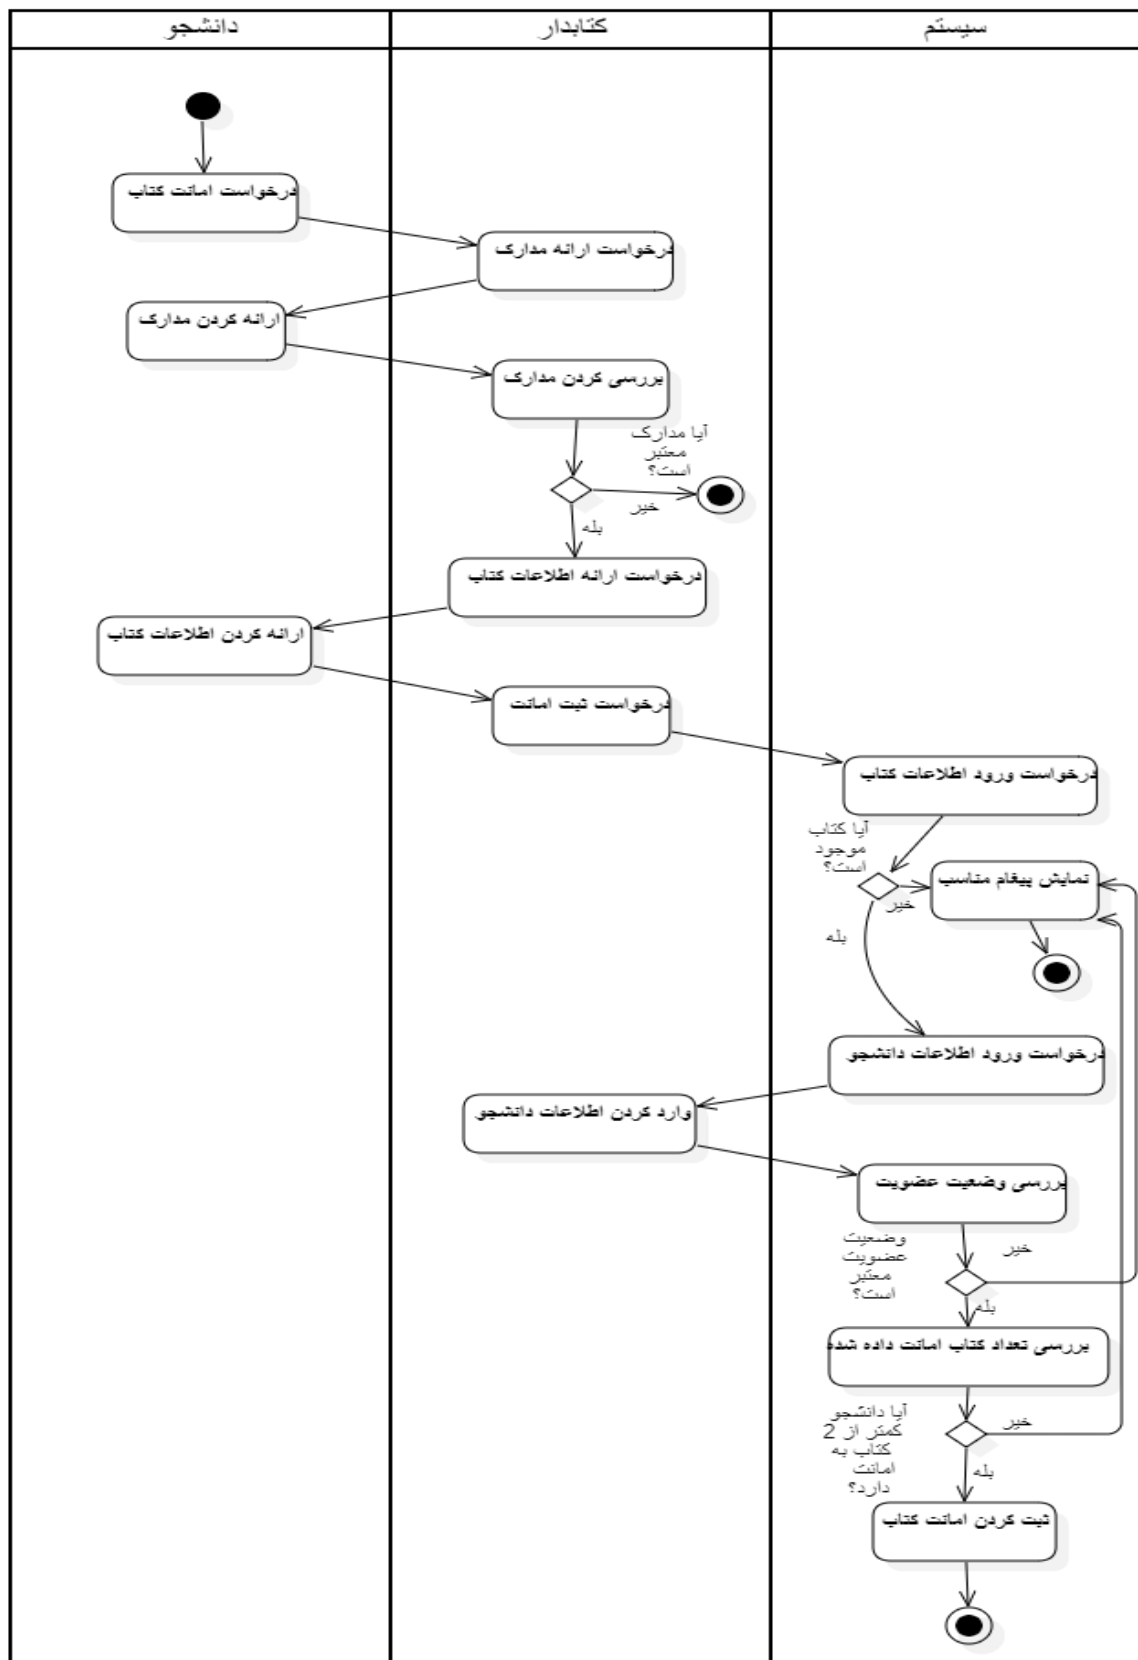 دانشجو
کتابدار
سیستم
درخواست امانت کتاب
درخواست ارائه مدارک
ارائه کردن مدارک
بررسی کردن مدارک
آیا مدارک
معتبر
است؟
خیر
بله
درخواست ارائه اطلاعات کتاب
ارائه کردن اطلاعات کتاب
درخواست ثبت امانت
درخواست ورود اطلاعات کتاب
آیا کتاب
موجود
است؟
نمایش پیغام مناسب
خیر
بله
درخواست ورود اطلاعات دانشجو
وارد کردن اطلاعات دانشجو
بررسی وضعیت عضویت
وضعیت
عضویت
معتبر
است؟
خیر
بله
بررسی تعداد کتاب امانت داده شده
آیا دانشجو
کمتر از 2
کتاب به
امانت
دارد؟
خیر
بله
ثبت کردن امانت کتاب